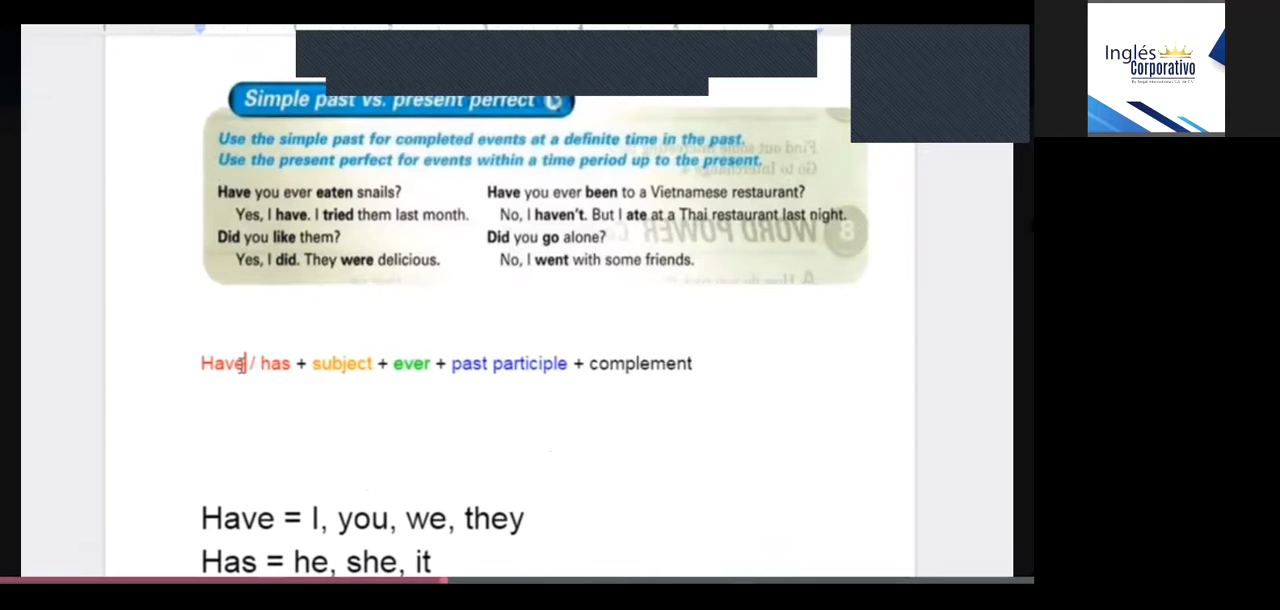 Simple past vs. present perfect
Use the simple past for completed events at a definite time in the past.
Use the present perfect for events within a time period up to the present.
Have you ever eaten snails?
Yes, I have. I tried them last month.
Did you like them?
Yes, I did. They were delicious.
Have you ever been to a Vietnamese restaurant?
No, I haven't. But I ate at a Thai restaurant last night.
Did you go alone?
No, I went with some friends.
WORD POWER
8
Have / has + subject + ever + past participle + complement
Have = I, you, we, they
Has = he, she, it
Inglés
Corporativo